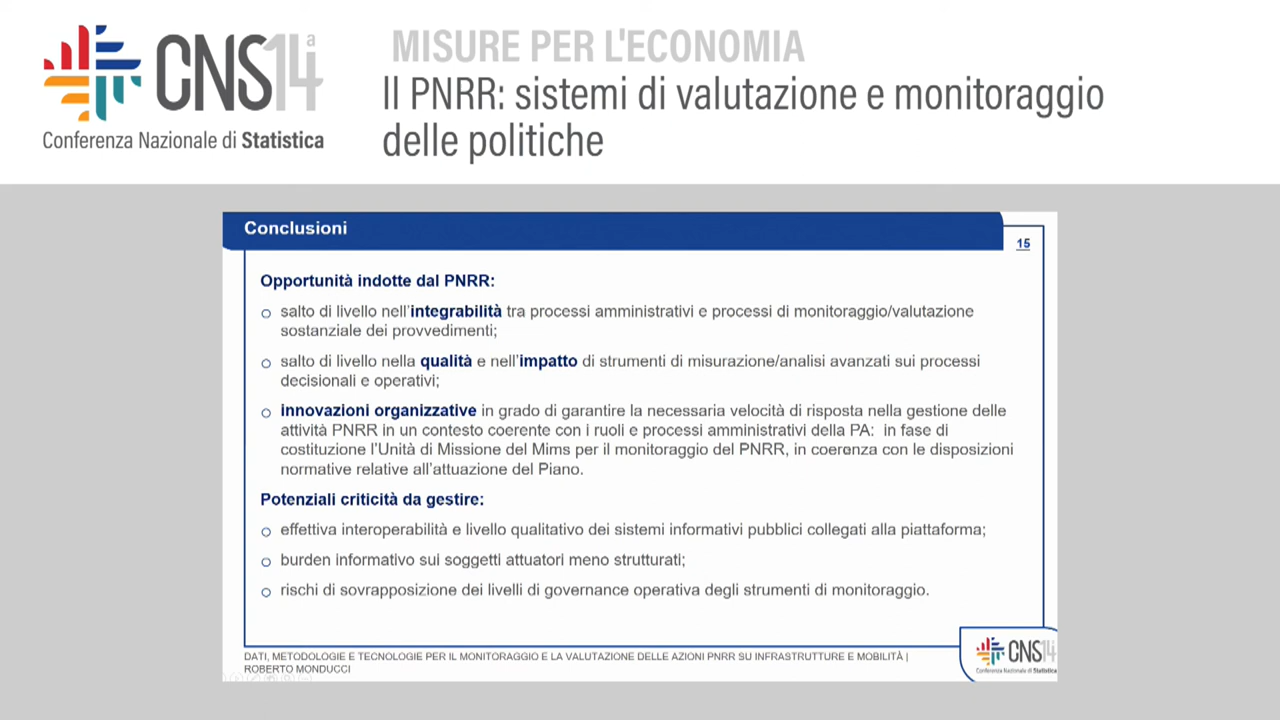 CNS14a
Conferenza Nazionale di Statistica
MISURE PER L'ECONOMIA
Il PNRR: sistemi di valutazione e monitoraggio
delle politiche
Conclusioni
15
Opportunità indotte dal PNRR:
salto di livello nell'integrabilità tra processi amministrativi e processi di monitoraggio/valutazione
sostanziale dei provvedimenti;
salto di livello nella qualità e nell'impatto di strumenti di misurazione/analisi avanzati sui processi
decisionali e operativi;
innovazioni organizzative in grado di garantire la necessaria velocità di risposta nella gestione delle
attività PNRR in un contesto coerente con i ruoli e processi amministrativi della PA: in fase di
costituzione l'Unità di Missione del Mims per il monitoraggio del PNRR, in coerenza con le disposizioni
normative relative all'attuazione del Piano.
Potenziali criticità da gestire:
effettiva interoperabilità e livello qualitativo dei sistemi informativi pubblici collegati alla piattaforma;
burden informativo sui soggetti attuatori meno strutturati;
rischi di sovrapposizione dei livelli di governance operativa degli strumenti di monitoraggio.
DATI, METODOLOGIE E TECNOLOGIE PER IL MONITORAGGIO E LA VALUTAZIONE DELLE AZIONI PNRR SU INFRASTRUTTURE E MOBILITÀ |
ROBERTO MONDUCCI
CNS14
Conferenza Nazionale di Statistica